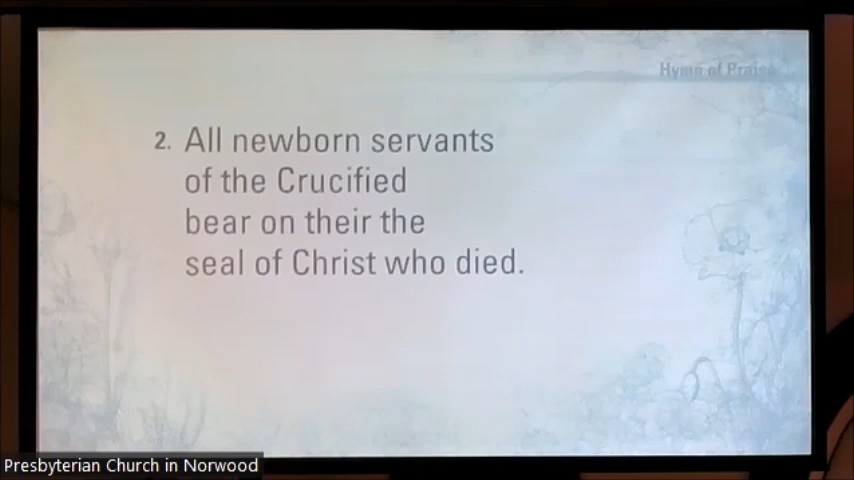 Hymn of Praise
2. All newborn servants
of the Crucified
bear on their the
seal of Christ who died.
Presbyterian Church in Norwood